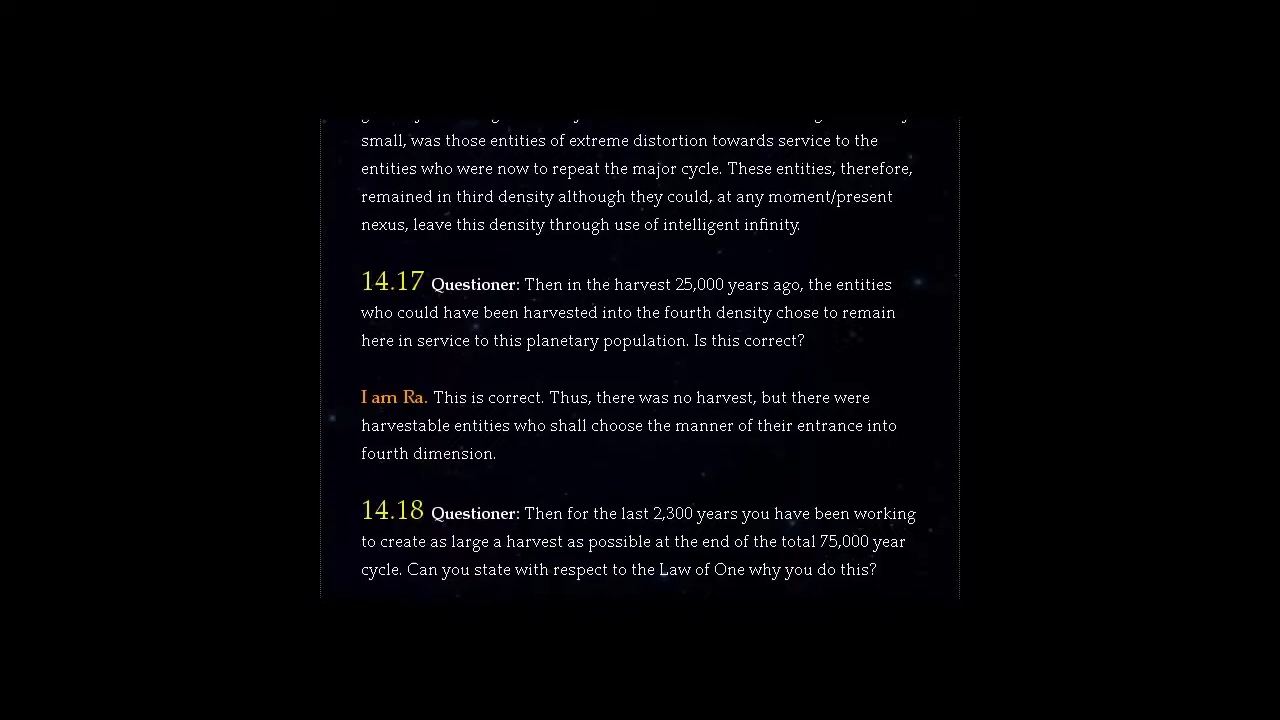 small, was those entities of extreme distortion towards service to the
entities who were now to repeat the major cycle. These entities, therefore,
remained in third density although they could, at any moment/present
nexus, leave this density through use of intelligent infinity.
14.17 Questioner: Then in the harvest 25,000 years ago, the entities
who could have been harvested into the fourth density chose to remain
here in service to this planetary population. Is this correct?
I am Ra. This is correct. Thus, there was no harvest, but there were
harvestable entities who shall choose the manner of their entrance into
fourth dimension.
14.18 Questioner: Then for the last 2,300 years you have been working
to create as large a harvest as possible at the end of the total 75,000 year
cycle. Can you state with respect to the Law of One why you do this?